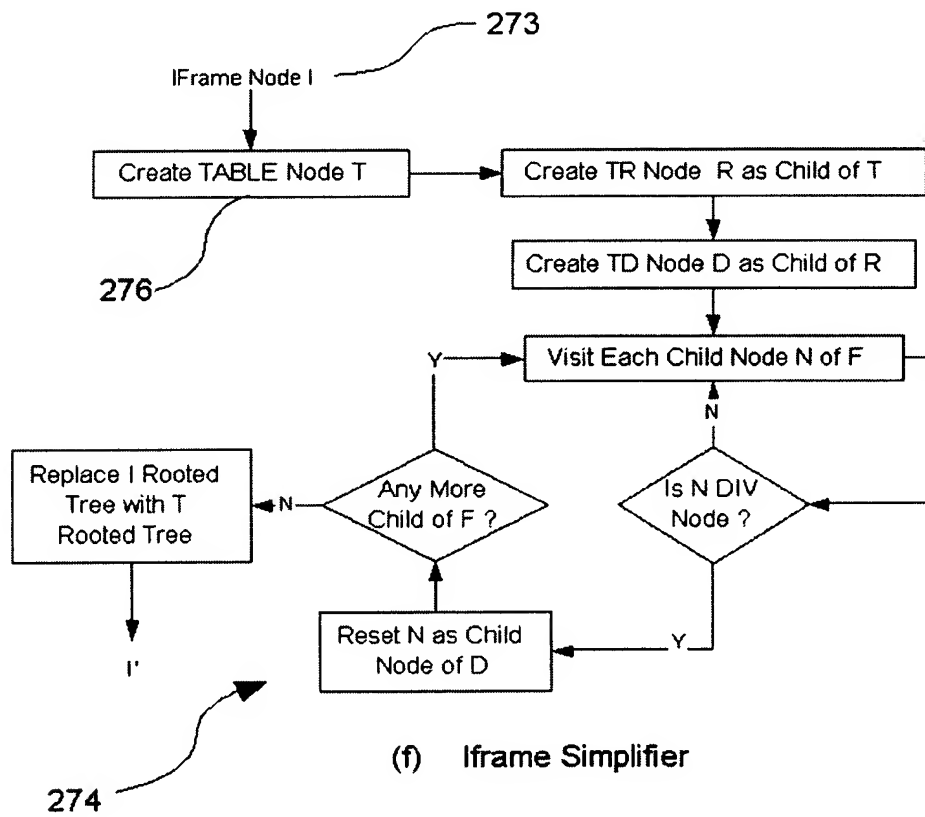 273
IFrame Node I
Create TABLE Node T
Create TR Node R as Child of T
276
Create TD Node D as Child of R
Y
Visit Each Child Node N of F
N
Replace I Rooted
Tree with T
Rooted Tree
N
Any More
Child of F ?
Is N DIV
Node ?
Reset N as Child
Node of D
Y
I'
274
(f) Iframe Simplifier